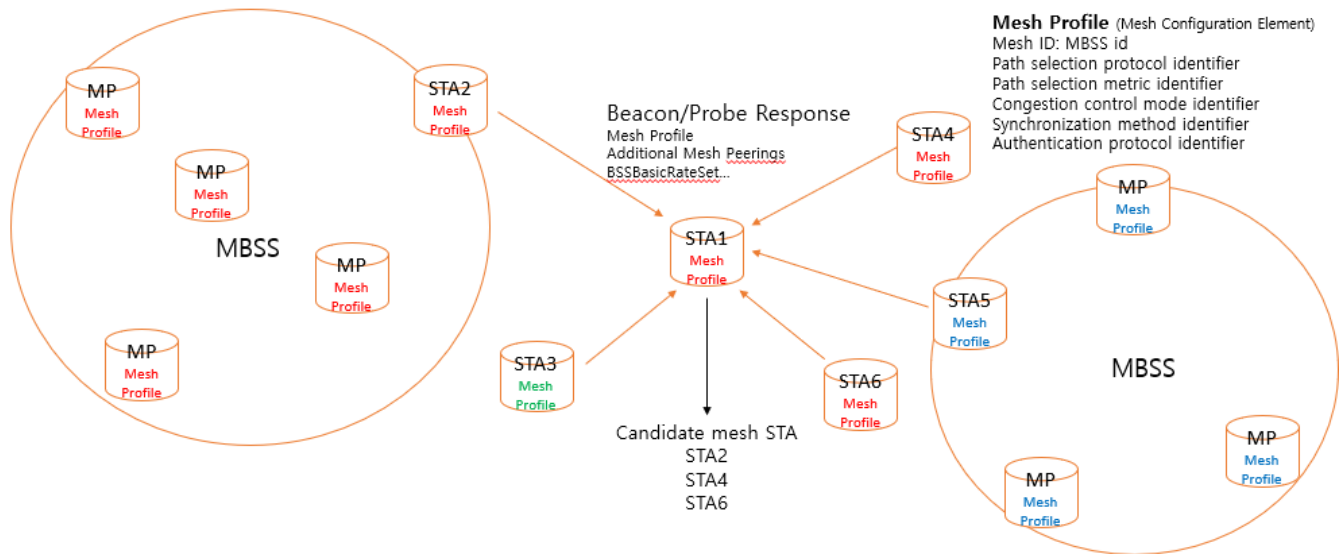 Mesh Profile (Mesh Configuration Element)
Mesh ID: MBSS id
Path selection protocol identifier
Path selection metric identifier
Congestion control mode identifier
Synchronization method identifier
Authentication protocol identifier
MP
Mesh
Profile
STA2
Mesh
Profile
MP
Mesh
Profile
MBSS
MP
Mesh
Profile
MP
Mesh
Profile
Beacon/Probe Response
Mesh Profile
Additional Mesh Peerings
BSSBasicRateSet...
STA4
Mesh
Profile
STA1
Mesh
Profile
STA3
Mesh
Profile
STA6
Mesh
Profile
Candidate mesh STA
STA2
STA4
STA6
MP
Mesh
Profile
STA5
Mesh
Profile
MBSS
MP
Mesh
Profile
MP
Mesh
Profile